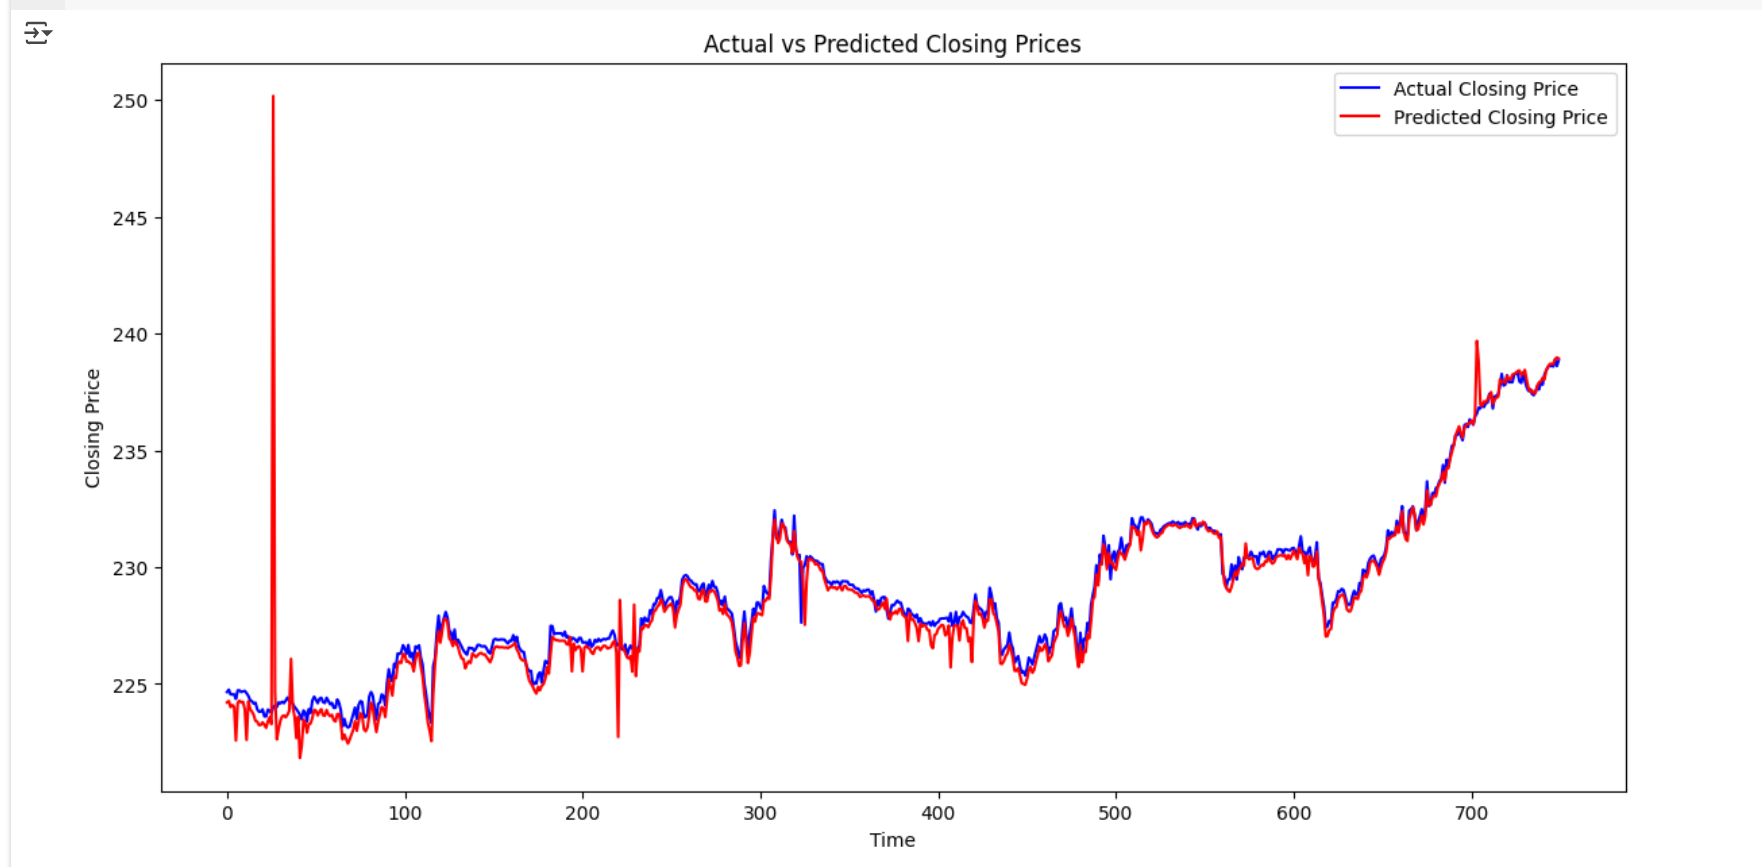 Actual vs Predicted Closing Prices
Actual Closing Price
Predicted Closing Price
250
245
240
235
230
225
Closing Price
0 100 200 300 400 500 600 700
Time